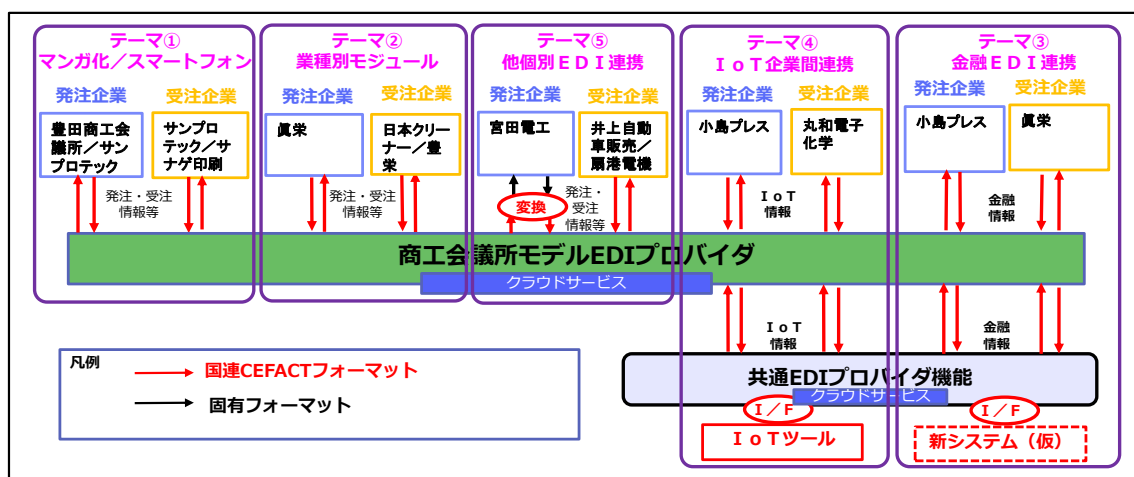 テーマ①
マンガ化／スマートフォン
発注企業
受注企業
豊田商工会
議所／サン
プロテック
サンプロ
テック／サ
ナゲ印刷
発注・受注
情報等
テーマ②
業種別モジュール
発注企業
受注企業
眞栄
日本クリー
ナー／豊
栄
発注・受注
情報等
テーマ⑤
他個別ＥＤＩ連携
発注企業
受注企業
宮田電工
井上自動
車販売／
扇港電機
変換
発注・
受注
情報等
テーマ④
ＩｏＴ企業間連携
発注企業
受注企業
小島プレス
丸和電子
化学
ＩｏＴ
情報
テーマ③
金融ＥＤＩ連携
発注企業
受注企業
小島プレス
眞栄
金融
情報
商工会議所モデルEDIプロバイダ
クラウドサービス
ＩｏＴ
情報
金融
情報
共通EDIプロバイダ機能
クラウドサービス
Ｉ／Ｆ
Ｉ／Ｆ
ＩｏＴツール
新システム（仮）
凡例
国連CEFACTフォーマット
固有フォーマット